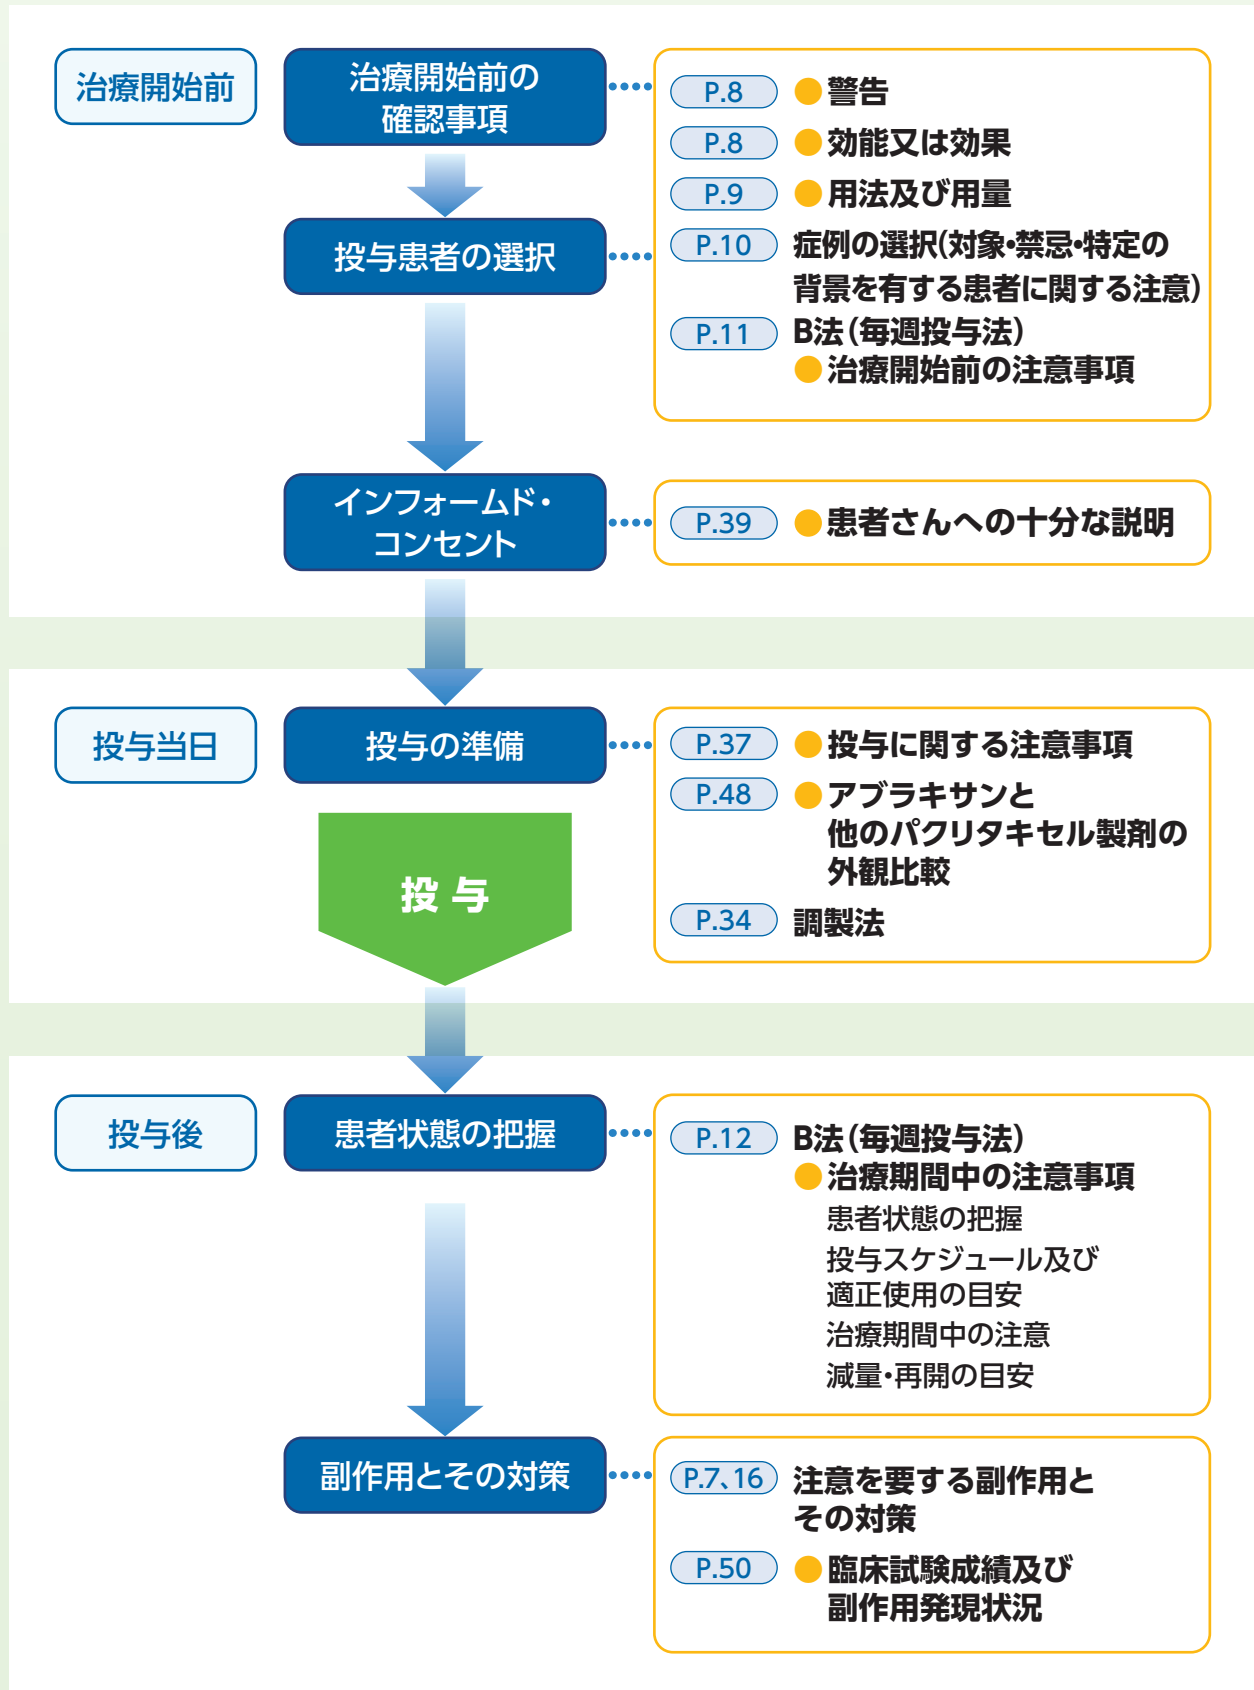 治療開始前
治療開始前の
確認事項
P.8 ●警告
P.8 ●効能又は効果
P.9 ●用法及び用量
投与患者の選択
P.10 症例の選択(対象・禁忌・特定の
背景を有する患者に関する注意)
P.11 B法(毎週投与法)
●治療開始前の注意事項
インフォームド・
コンセント
P.39 ●患者さんへの十分な説明
投与当日
投与の準備
P.37 ●投与に関する注意事項
P.48 ●アブラキサンと
他のパクリタキセル製剤の
外観比較
P.34 調製法
投与
投与後
患者状態の把握
P.12 B法(毎週投与法)
●治療期間中の注意事項
患者状態の把握
投与スケジュール及び
適正使用の目安
治療期間中の注意
減量・再開の目安
副作用とその対策
P.7、16 注意を要する副作用と
その対策
P.50 ●臨床試験成績及び
副作用発現状況